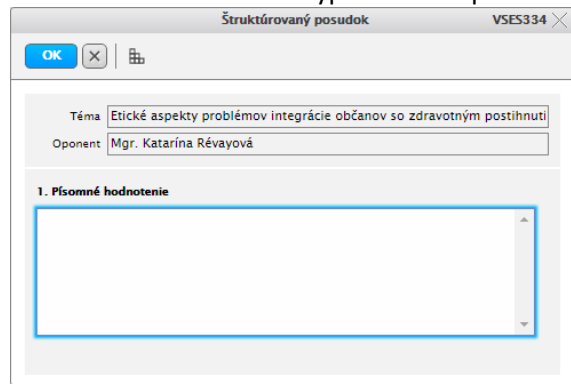 Štruktúrovaný posudok VSES334
OK
Téma Etické aspekty problémov integrácie občanov so zdravotným postihnuti
Oponent Mgr. Katarína Révayová
1. Písomné hodnotenie